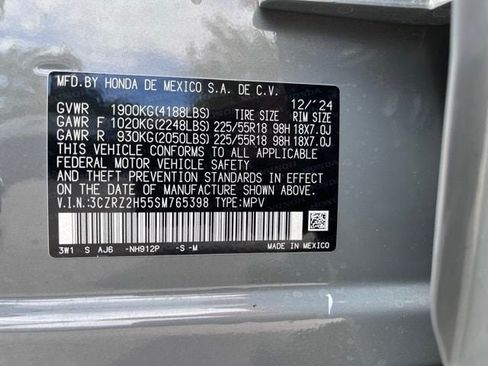 MFD.BY HONDA DE MEXICO S.A. DE C.V.
12/'24
GVWR 1900KG(4188LBS) TIRE SIZE RIM SIZE
GAWR F 1020KG(2248LBS) 225/55R18 98H 18X7.0J
GAWR R 930KG(2050LBS) 225/55R18 98H 18X7.0J
THIS VEHICLE CONFORMS TO ALL APPLICABLE
FEDERAL MOTOR VEHICLE SAFETY
AND THEFT PREVENTION STANDARDS IN EFFECT
ON THE DATE OF MANUFACTURE SHOWN ABOVE.
V.I.N:3CZRZ2H55SM765398 TYPE:MPV
3W1 S AJ6 -NH912P -S -M MADE IN MEXICO